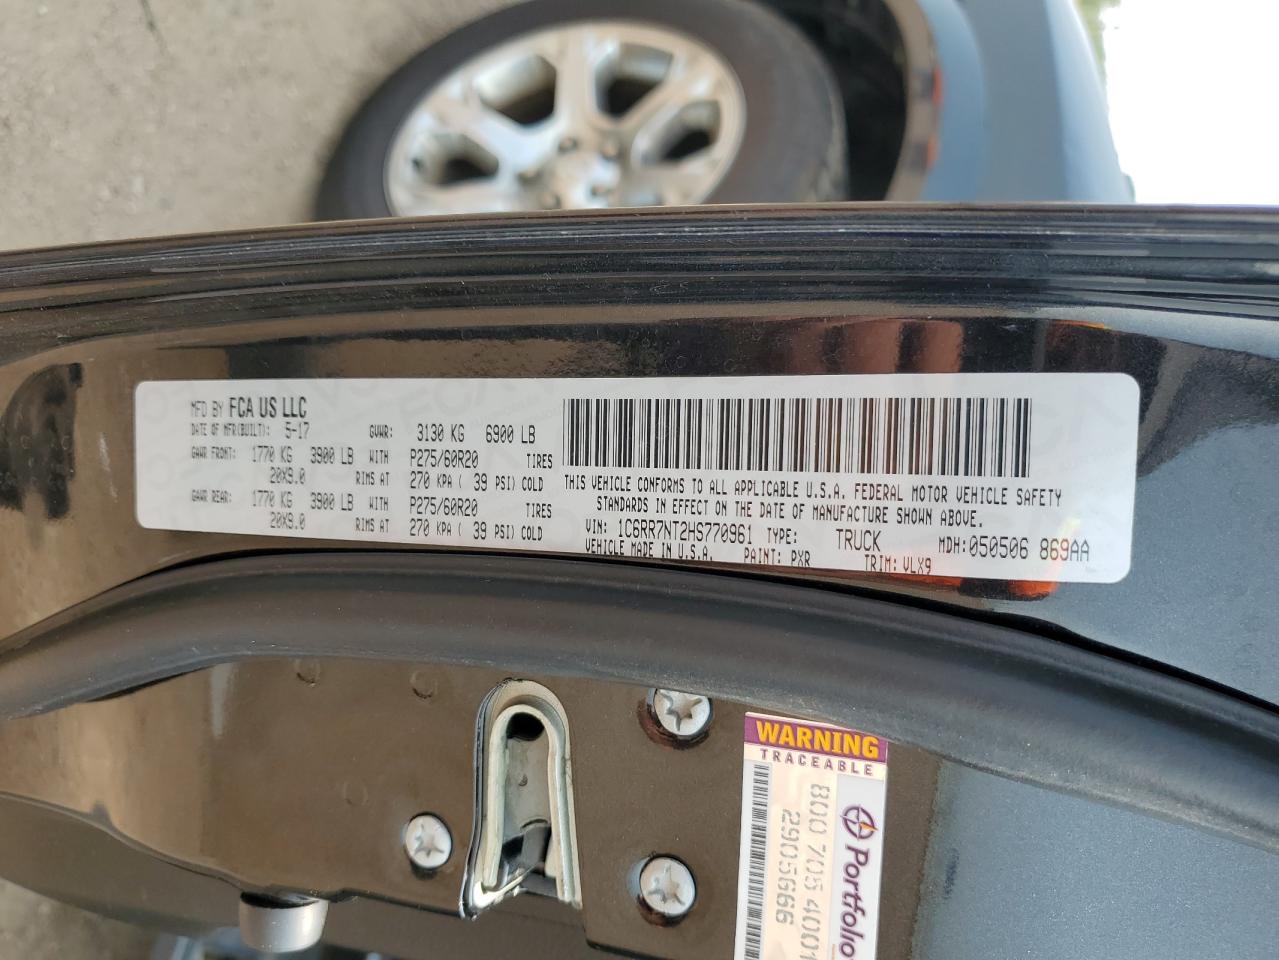 MFD BY FCA US LLC
DATE OF MFR(BUILT): 5-17 GVWR: 3130 KG 6900 LB
GAWR FRONT: 1770 KG 3900 LB WITH P275/60R20 TIRES
20X9.0 RIMS AT 270 KPA ( 39 PSI) COLD
GAWR REAR: 1770 KG 3900 LB WITH P275/60R20 TIRES
20X9.0 RIMS AT 270 KPA ( 39 PSI) COLD
THIS VEHICLE CONFORMS TO ALL APPLICABLE U.S.A. FEDERAL MOTOR VEHICLE SAFETY
STANDARDS IN EFFECT ON THE DATE OF MANUFACTURE SHOWN ABOVE.
VIN: 1C6RR7NT2HS770961 TYPE: TRUCK MDH:050506 869AA
VEHICLE MADE IN U.S.A. PAINT: PXR TRIM: VLX9
WARNING
TRACEABLE
Portfolio
800 705 4001
2905666